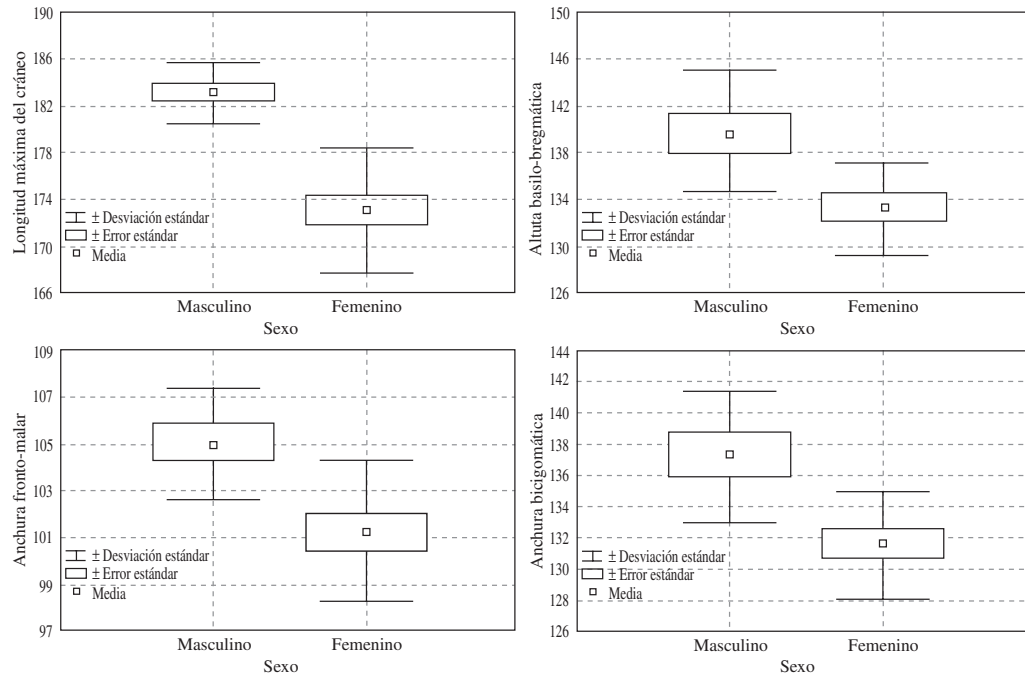 190
186
182
178
174
170
166
Longitud máxima del cráneo
± Desviación estándar
± Error estándar
Media
Masculino Femenino
Sexo
150
146
142
138
134
130
126
Altuta basilo-bregmática
± Desviación estándar
± Error estándar
Media
Masculino Femenino
Sexo
109
107
105
103
101
99
97
Anchura fronto-malar
± Desviación estándar
± Error estándar
Media
Masculino Femenino
Sexo
144
142
140
138
136
134
132
130
128
126
Anchura bicigomática
± Desviación estándar
± Error estándar
Media
Masculino Femenino
Sexo